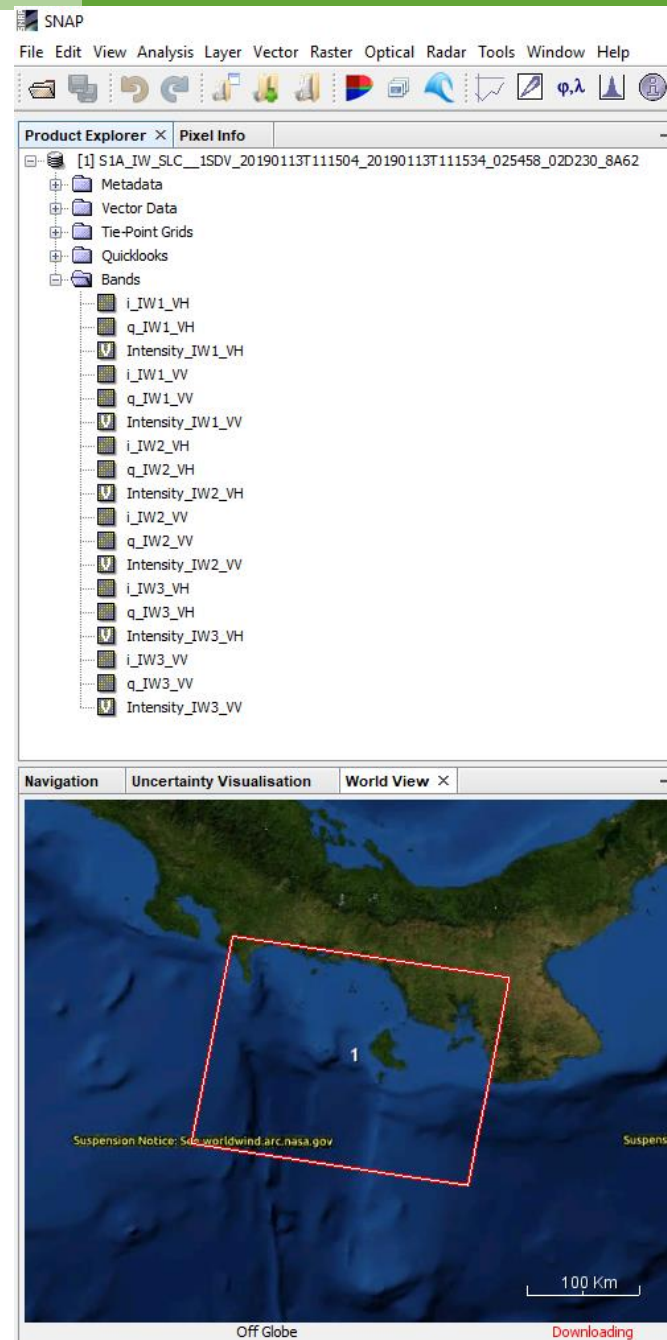 SNAP
File Edit View Analysis Layer Vector Raster Optical Radar Tools Window Help
φ,λ
Product Explorer × Pixel Info
[1] S1A_IW_SLC__1SDV_20190113T111504_20190113T111534_025458_02D230_8A62
Metadata
Vector Data
Tie-Point Grids
Quicklooks
Bands
i_IW1_VH
q_IW1_VH
V Intensity_IW1_VH
i_IW1_VV
q_IW1_VV
V Intensity_IW1_VV
i_IW2_VH
q_IW2_VH
V Intensity_IW2_VH
i_IW2_VV
q_IW2_VV
V Intensity_IW2_VV
i_IW3_VH
q_IW3_VH
V Intensity_IW3_VH
i_IW3_VV
q_IW3_VV
V Intensity_IW3_VV
Navigation Uncertainty Visualisation World View ×
1
Suspension Notice: See worldwind.arc.nasa.gov Suspens
100 Km
Off Globe Downloading